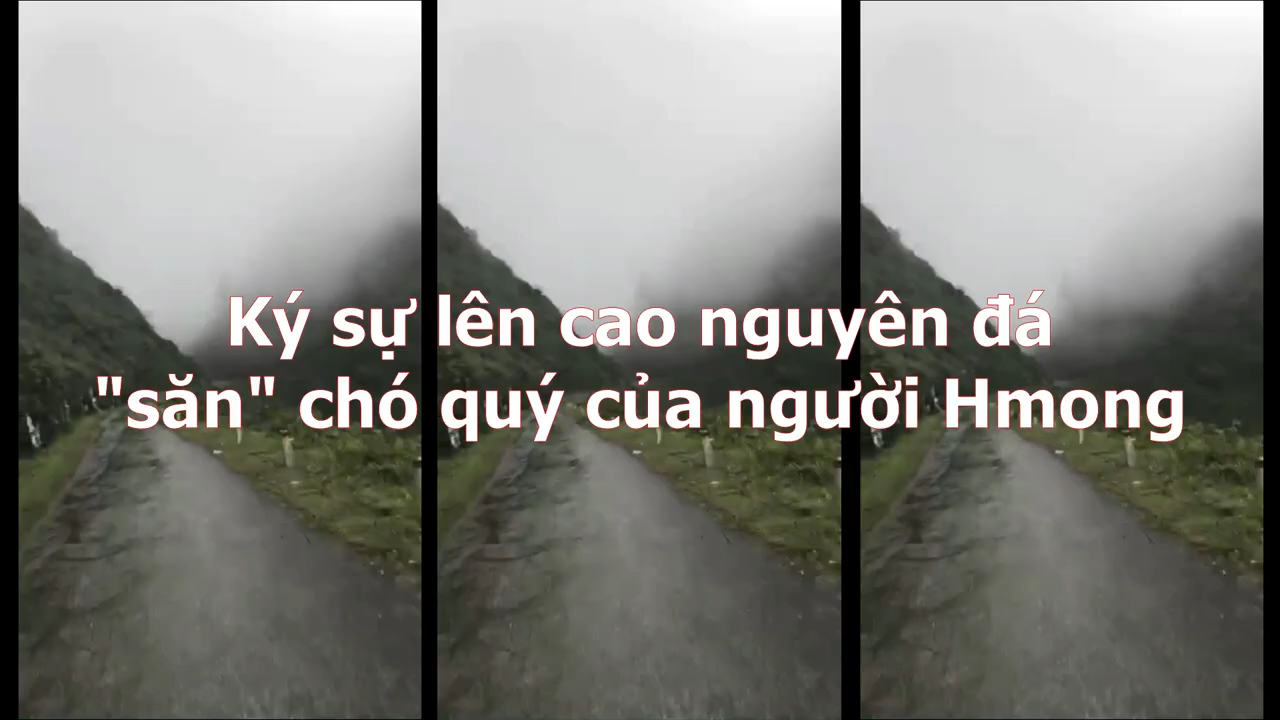 Ký sự lên cao nguyên đá
"săn" chó quý của người Hmong